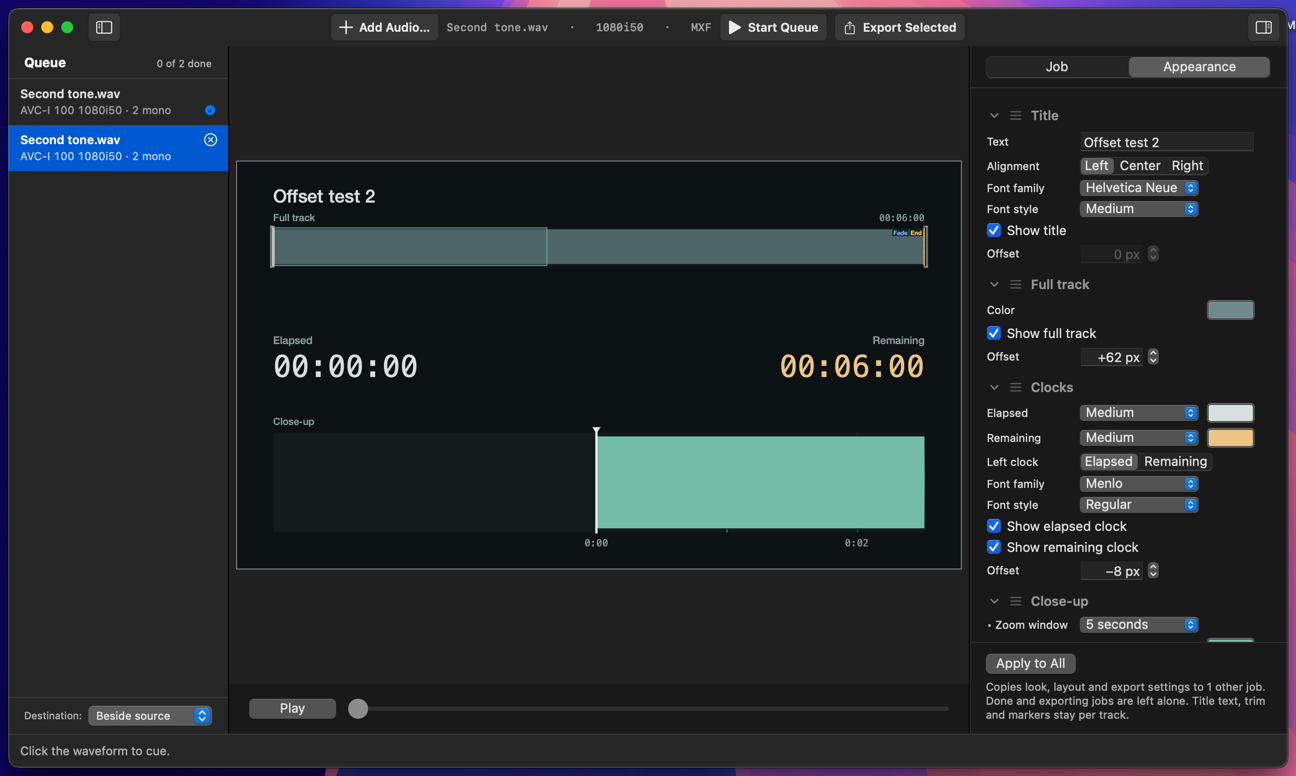 Add Audio...
Second tone.wav · 1080i50 · MXF
Start Queue
Export Selected
Queue
0 of 2 done
Second tone.wav
AVC-I 100 1080i50 · 2 mono
Second tone.wav
AVC-I 100 1080i50 · 2 mono
Destination: Beside source
Click the waveform to cue.
Offset test 2
Full track
00:06:00
Fade End
Elapsed
Remaining
00:00:00
00:06:00
Close-up
0:00
0:02
Play
Job
Appearance
Title
Text Offset test 2
Alignment Left Center Right
Font family Helvetica Neue
Font style Medium
Show title
Offset 0 px
Full track
Color
Show full track
Offset +62 px
Clocks
Elapsed Medium
Remaining Medium
Left clock Elapsed Remaining
Font family Menlo
Font style Regular
Show elapsed clock
Show remaining clock
Offset −8 px
Close-up
• Zoom window 5 seconds
Apply to All
Copies look, layout and export settings to 1 other job.
Done and exporting jobs are left alone. Title text, trim
and markers stay per track.